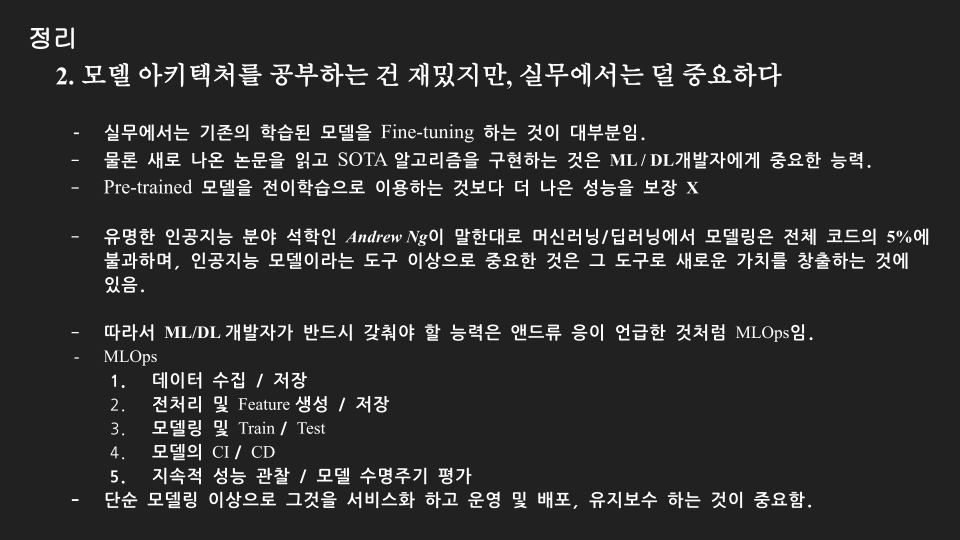 정리
2. 모델 아키텍처를 공부하는 건 재밌지만, 실무에서는 덜 중요하다
- 실무에서는 기존의 학습된 모델을 Fine-tuning 하는 것이 대부분임.
- 물론 새로 나온 논문을 읽고 SOTA 알고리즘을 구현하는 것은 ML / DL개발자에게 중요한 능력.
- Pre-trained 모델을 전이학습으로 이용하는 것보다 더 나은 성능을 보장 X
- 유명한 인공지능 분야 석학인 Andrew Ng이 말한대로 머신러닝/딥러닝에서 모델링은 전체 코드의 5%에
불과하며, 인공지능 모델이라는 도구 이상으로 중요한 것은 그 도구로 새로운 가치를 창출하는 것에
있음.
- 따라서 ML/DL 개발자가 반드시 갖춰야 할 능력은 앤드류 응이 언급한 것처럼 MLOps임.
- MLOps
1. 데이터 수집 / 저장
2. 전처리 및 Feature 생성 / 저장
3. 모델링 및 Train / Test
4. 모델의 CI / CD
5. 지속적 성능 관찰 / 모델 수명주기 평가
- 단순 모델링 이상으로 그것을 서비스화 하고 운영 및 배포, 유지보수 하는 것이 중요함.